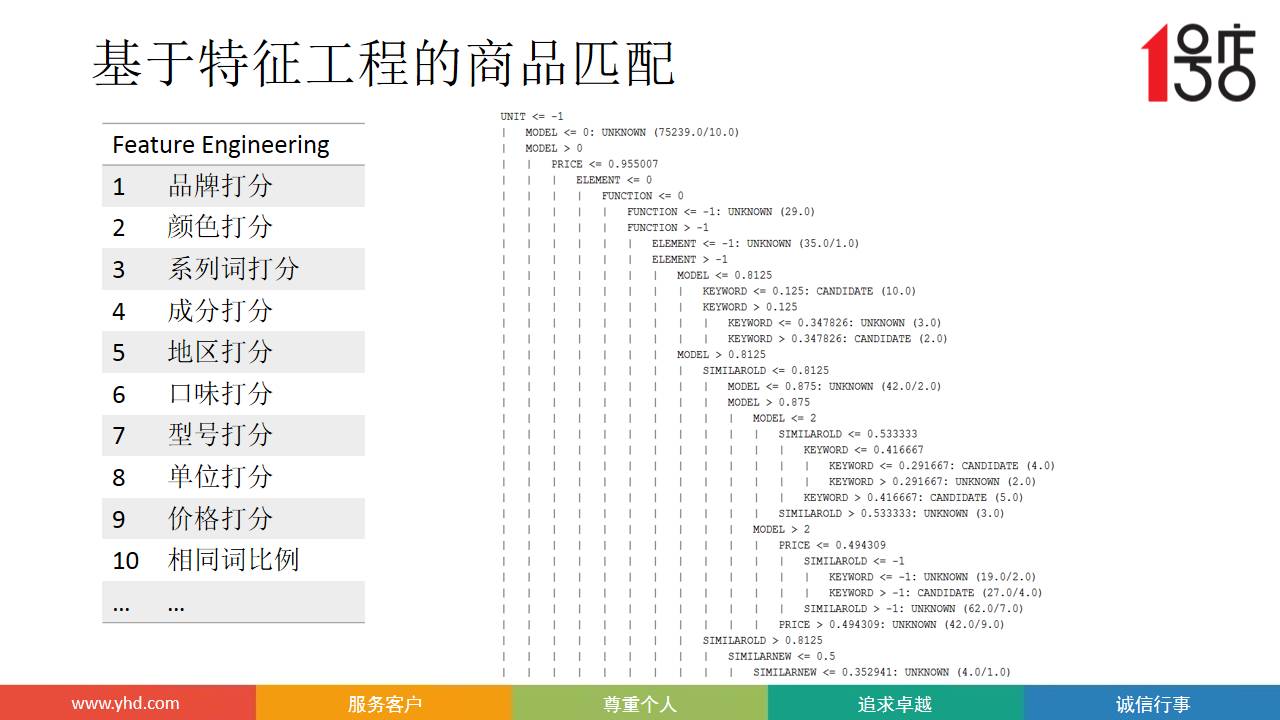 基于特征工程的商品匹配
1号店
Feature Engineering
1 品牌打分
2 颜色打分
3 系列词打分
4 成分打分
5 地区打分
6 口味打分
7 型号打分
8 单位打分
9 价格打分
10 相同词比例
... ...
UNIT <= -1
| MODEL <= 0: UNKNOWN (75239.0/10.0)
| MODEL > 0
| | PRICE <= 0.955007
| | | ELEMENT <= 0
| | | | FUNCTION <= 0
| | | | | FUNCTION <= -1: UNKNOWN (29.0)
| | | | | FUNCTION > -1
| | | | | | ELEMENT <= -1: UNKNOWN (35.0/1.0)
| | | | | | ELEMENT > -1
| | | | | | | MODEL <= 0.8125
| | | | | | | | KEYWORD <= 0.125: CANDIDATE (10.0)
| | | | | | | | KEYWORD > 0.125
| | | | | | | | | KEYWORD <= 0.347826: UNKNOWN (3.0)
| | | | | | | | | KEYWORD > 0.347826: CANDIDATE (2.0)
| | | | | | | MODEL > 0.8125
| | | | | | | | SIMILAROLD <= 0.8125
| | | | | | | | | MODEL <= 0.875: UNKNOWN (42.0/2.0)
| | | | | | | | | MODEL > 0.875
| | | | | | | | | | MODEL <= 2
| | | | | | | | | | | SIMILAROLD <= 0.533333
| | | | | | | | | | | | KEYWORD <= 0.416667
| | | | | | | | | | | | | KEYWORD <= 0.291667: CANDIDATE (4.0)
| | | | | | | | | | | | | KEYWORD > 0.291667: UNKNOWN (2.0)
| | | | | | | | | | | | KEYWORD > 0.416667: CANDIDATE (5.0)
| | | | | | | | | | | SIMILAROLD > 0.533333: UNKNOWN (3.0)
| | | | | | | | | | MODEL > 2
| | | | | | | | | | | PRICE <= 0.494309
| | | | | | | | | | | | SIMILAROLD <= -1
| | | | | | | | | | | | | KEYWORD <= -1: UNKNOWN (19.0/2.0)
| | | | | | | | | | | | | KEYWORD > -1: CANDIDATE (27.0/4.0)
| | | | | | | | | | | | SIMILAROLD > -1: UNKNOWN (62.0/7.0)
| | | | | | | | | | | PRICE > 0.494309: UNKNOWN (42.0/9.0)
| | | | | | | | SIMILAROLD > 0.8125
| | | | | | | | | SIMILARNEW <= 0.5
| | | | | | | | | | SIMILARNEW <= 0.352941: UNKNOWN (4.0/1.0)
www.yhd.com
服务客户
尊重个人
追求卓越
诚信行事